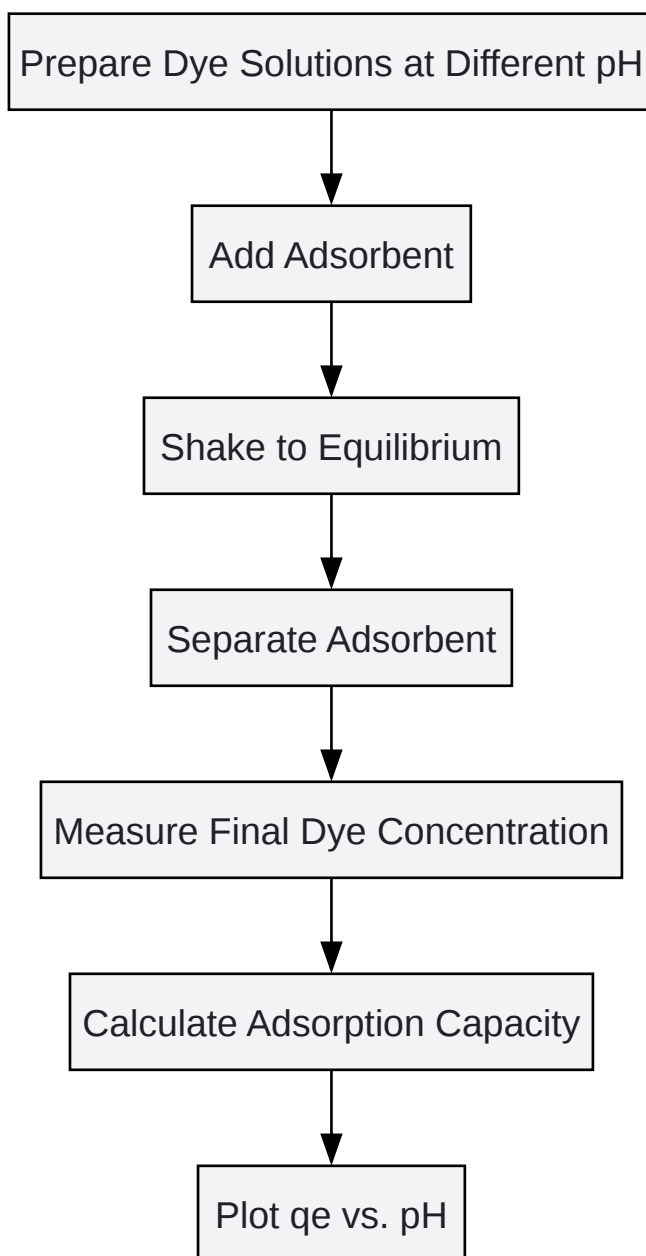 Prepare Dye Solutions at Different pH
Add Adsorbent
Shake to Equilibrium
Separate Adsorbent
Measure Final Dye Concentration
Calculate Adsorption Capacity
Plot qe vs. pH